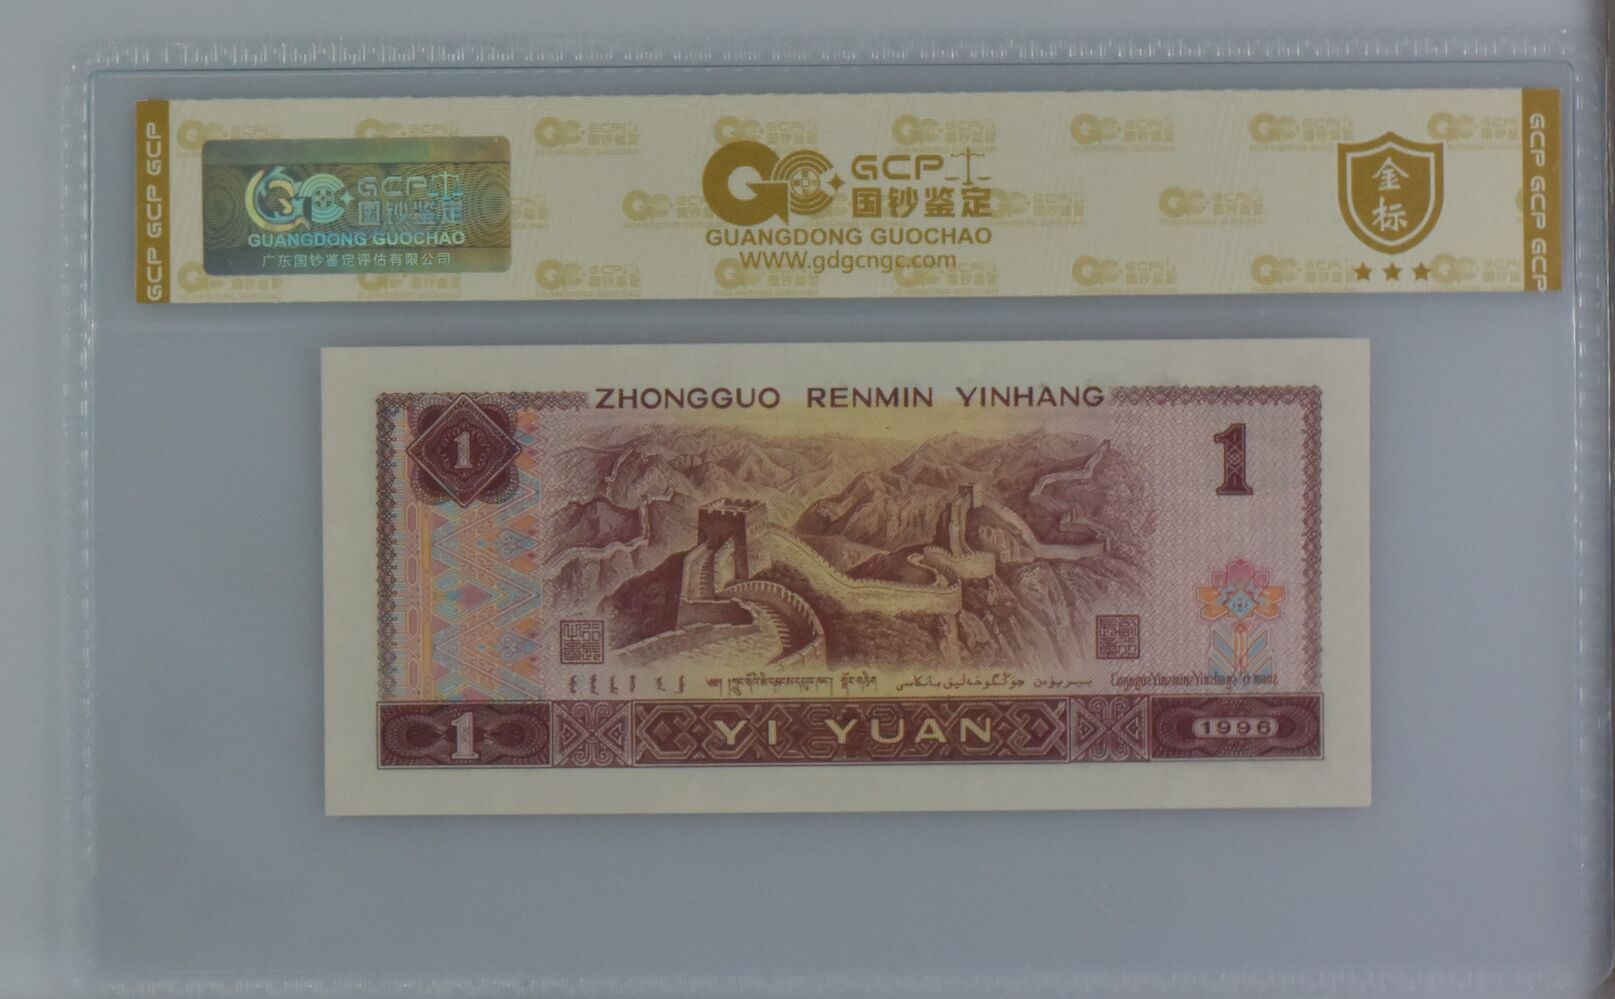 GCP GCP GCP
GCP
国钞鉴定
GUANGDONG GUOCHAO
广东国钞鉴定评估有限公司
GCP
国钞鉴定
GUANGDONG GUOCHAO
www.gdgcngc.com
金
标
GCP GCP GCP
ZHONGGUO RENMIN YINHANG
1
1
1
YI YUAN
1996